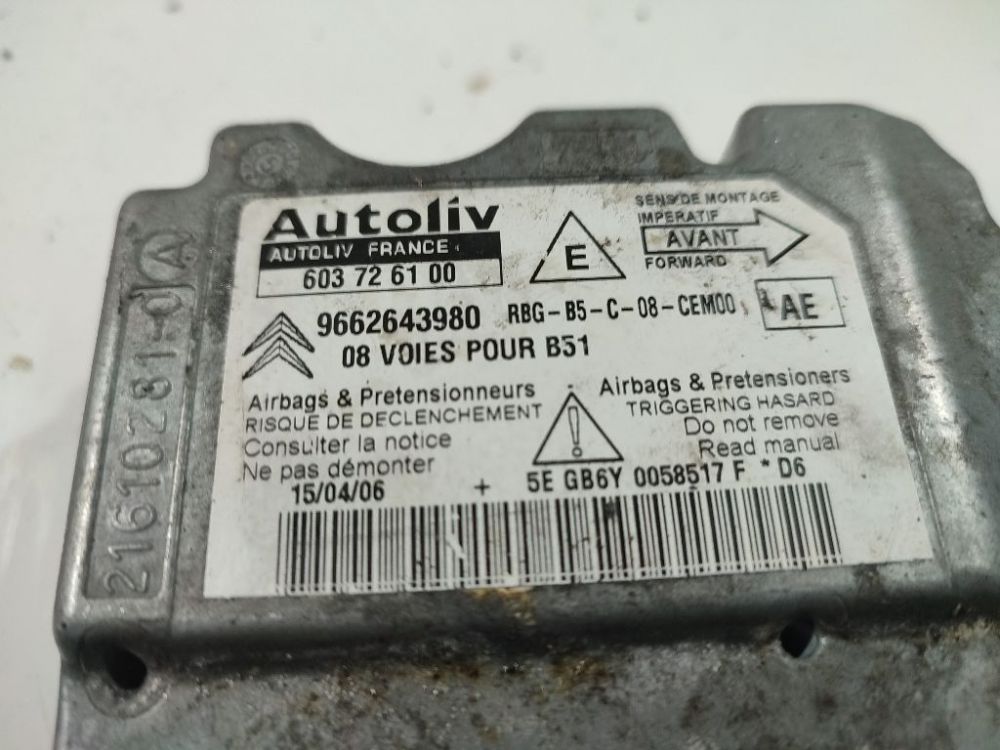 Autoliv
AUTOLIV FRANCE
603 72 61 00
E
SENS DE MONTAGE
IMPERATIF
AVANT
FORWARD
9662643980
RBG-B5-C-08-CEM00
AE
08 VOIES POUR B51
Airbags & Pretensionneurs
RISQUE DE DECLENCHEMENT
Consulter la notice
Ne pas démonter
!
Airbags & Pretensioners
TRIGGERING HASARD
Do not remove
Read manual
15/04/06 + 5E GB6Y 0058517 F * D6
21610281-0 A